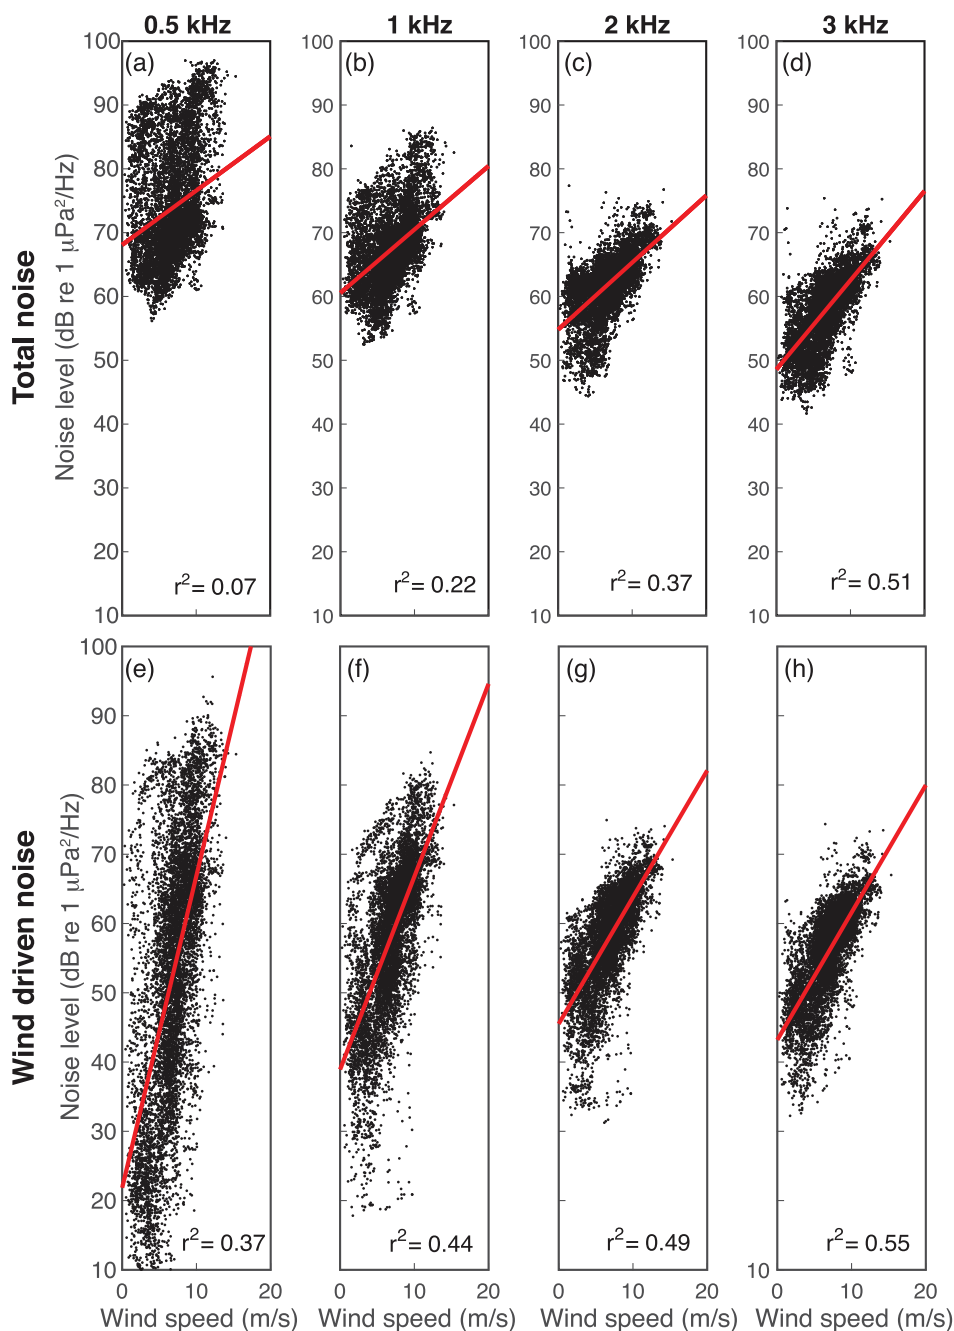 0.5 kHz 1 kHz 2 kHz 3 kHz
Total noise
Noise level (dB re 1 μPa²/Hz)
(a)
100
90
80
70
60
50
40
30
20
10
r²= 0.07
(b)
100
90
80
70
60
50
40
30
20
10
r²= 0.22
(c)
100
90
80
70
60
50
40
30
20
10
r²= 0.37
(d)
100
90
80
70
60
50
40
30
20
10
r²= 0.51
Wind driven noise
Noise level (dB re 1 μPa²/Hz)
(e)
100
90
80
70
60
50
40
30
20
10
r²= 0.37
0 10 20
Wind speed (m/s)
(f)
r²= 0.44
0 10 20
Wind speed (m/s)
(g)
r²= 0.49
0 10 20
Wind speed (m/s)
(h)
10
r²= 0.55
0 10 20
Wind speed (m/s)